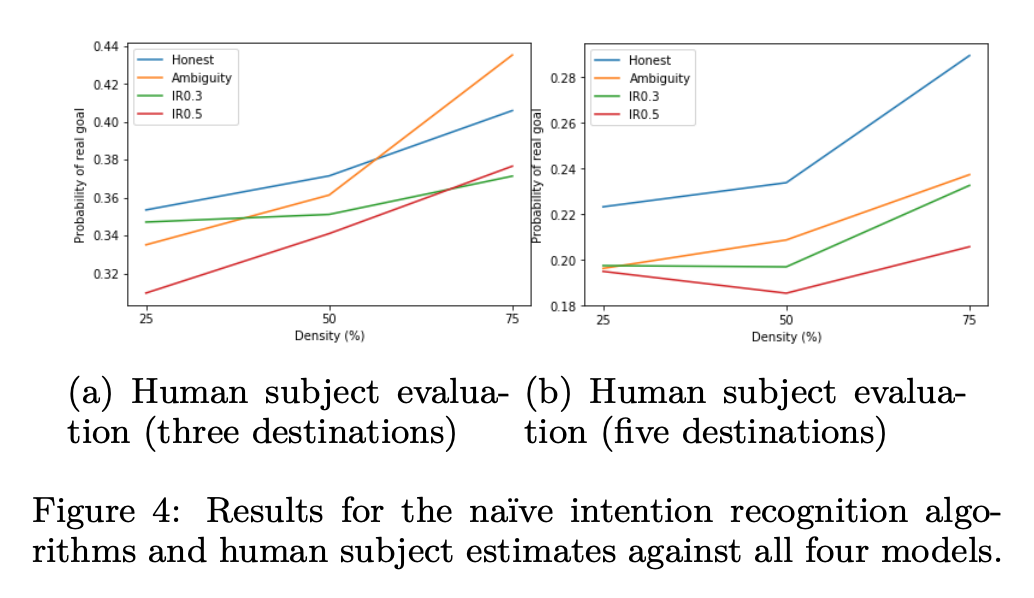 0.44
0.42
0.40
0.38
0.36
0.34
0.32
Probability of real goal
Honest
Ambiguity
IR0.3
IR0.5
25
50
75
Density (%)
0.28
0.26
0.24
0.22
0.20
0.18
Probability of real goal
Honest
Ambiguity
IR0.3
IR0.5
25
50
75
Density (%)
(a) Human subject evalua-
tion (three destinations)
(b) Human subject evalua-
tion (five destinations)
Figure 4: Results for the naïve intention recognition algo-
rithms and human subject estimates against all four models.